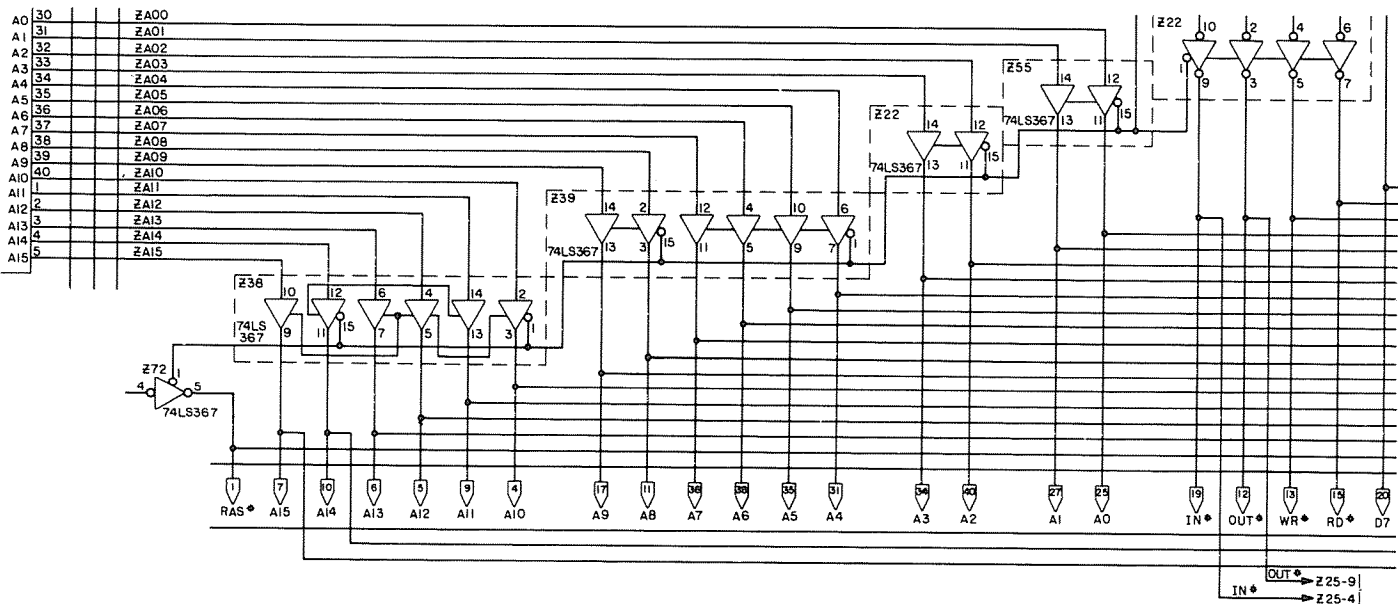 A0 30 ZA00
A1 31 ZA01
A2 32 ZA02
A3 33 ZA03
A4 34 ZA04
A5 35 ZA05
A6 36 ZA06
A7 37 ZA07
A8 38 ZA08
A9 39 ZA09
A10 40 ZA10
A11 1 ZA11
A12 2 ZA12
A13 3 ZA13
A14 4 ZA14
A15 5 ZA15
Z22
10 2 4 6
1
9 3 5 7
Z55
14 12
74LS367 13 11 15
Z22
14 12
74LS367 13 11 15
Z39
14 2 12 4 10 6
74LS367 13 3 15 11 5 9 7 1
Z38
10 12 6 4 14 2
74LS
367
9 11 15 7 5 13 3 1
Z72
4 1 5
74LS367
1 7 10 6 5 9 4 17 11 36 38 35 31 34 40 27 25 19 12 13 15 20
RAS* A15 A14 A13 A12 A11 A10 A9 A8 A7 A6 A5 A4 A3 A2 A1 A0 IN* OUT* WR* RD* D7
OUT* Z25-9
IN* Z25-4